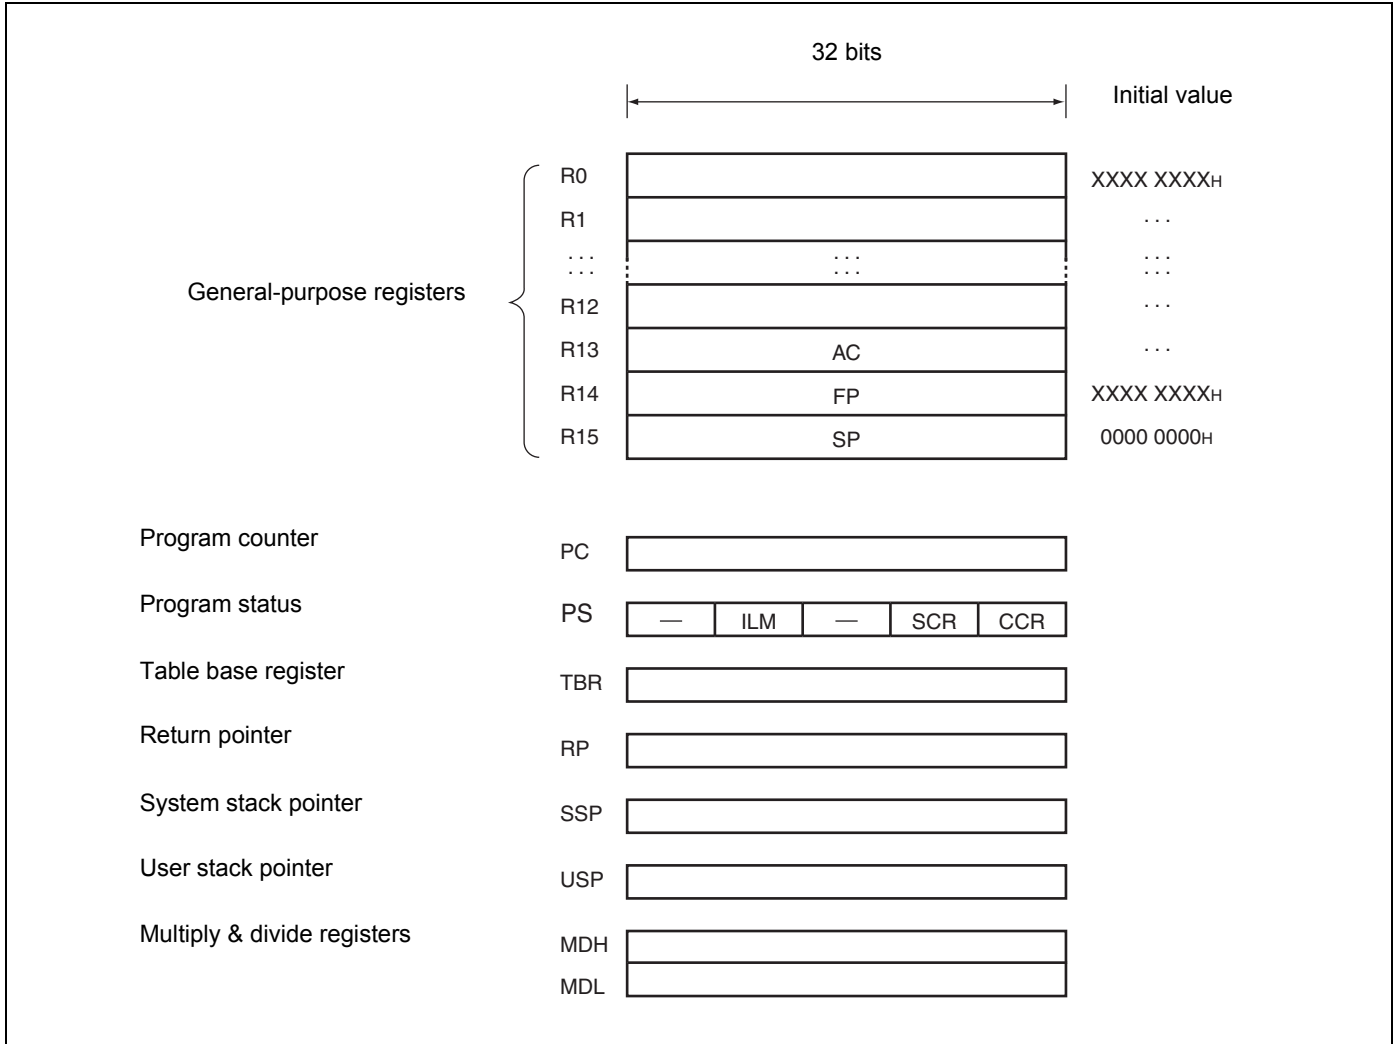 32 bits
Initial value
R0 XXXX XXXXH
R1 ...
... ... ...
... ... ...
General-purpose registers
R12 ...
R13 AC ...
R14 FP XXXX XXXXH
R15 SP 0000 0000H
Program counter PC
Program status PS — ILM — SCR CCR
Table base register TBR
Return pointer RP
System stack pointer SSP
User stack pointer USP
Multiply & divide registers MDH
MDL